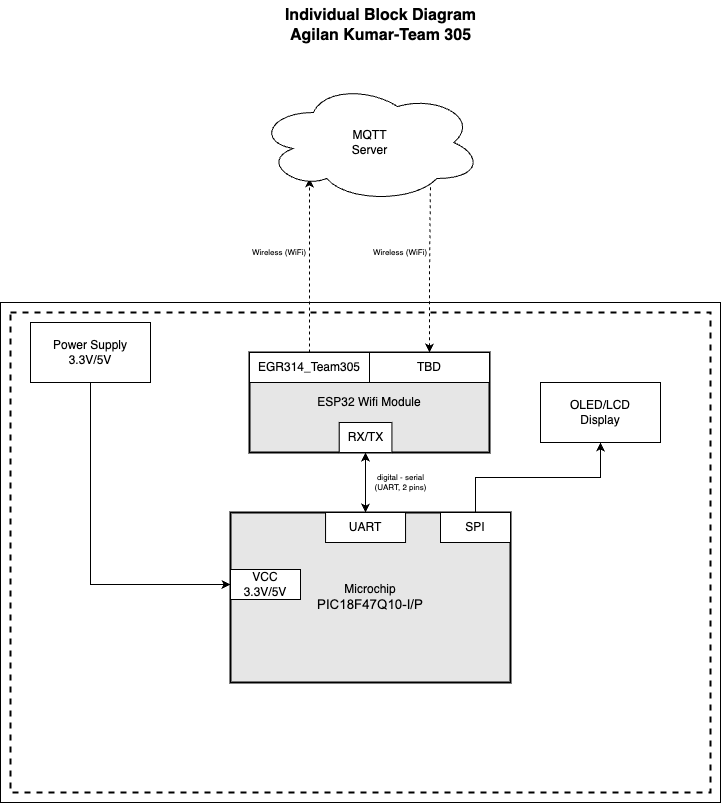 Individual Block Diagram
Agilan Kumar-Team 305
MQTT
Server
Wireless (WiFi)
Wireless (WiFi)
Power Supply
3.3V/5V
EGR314_Team305
TBD
ESP32 Wifi Module
RX/TX
OLED/LCD
Display
digital - serial
(UART, 2 pins)
UART
SPI
VCC
3.3V/5V
Microchip
PIC18F47Q10-I/P